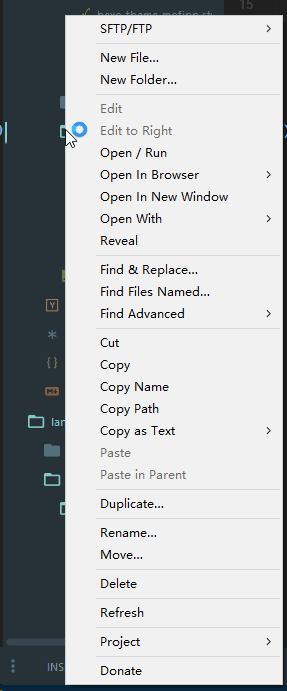 15
SFTP/FTP
New File...
New Folder...
Edit
Edit to Right
Open / Run
Open In Browser
Open In New Window
Open With
Reveal
Find & Replace...
Find Files Named...
Find Advanced
Cut
Copy
Copy Name
Copy Path
Copy as Text
Paste
Paste in Parent
Duplicate...
Rename...
Move...
Delete
Refresh
Project
Donate
lan
INS